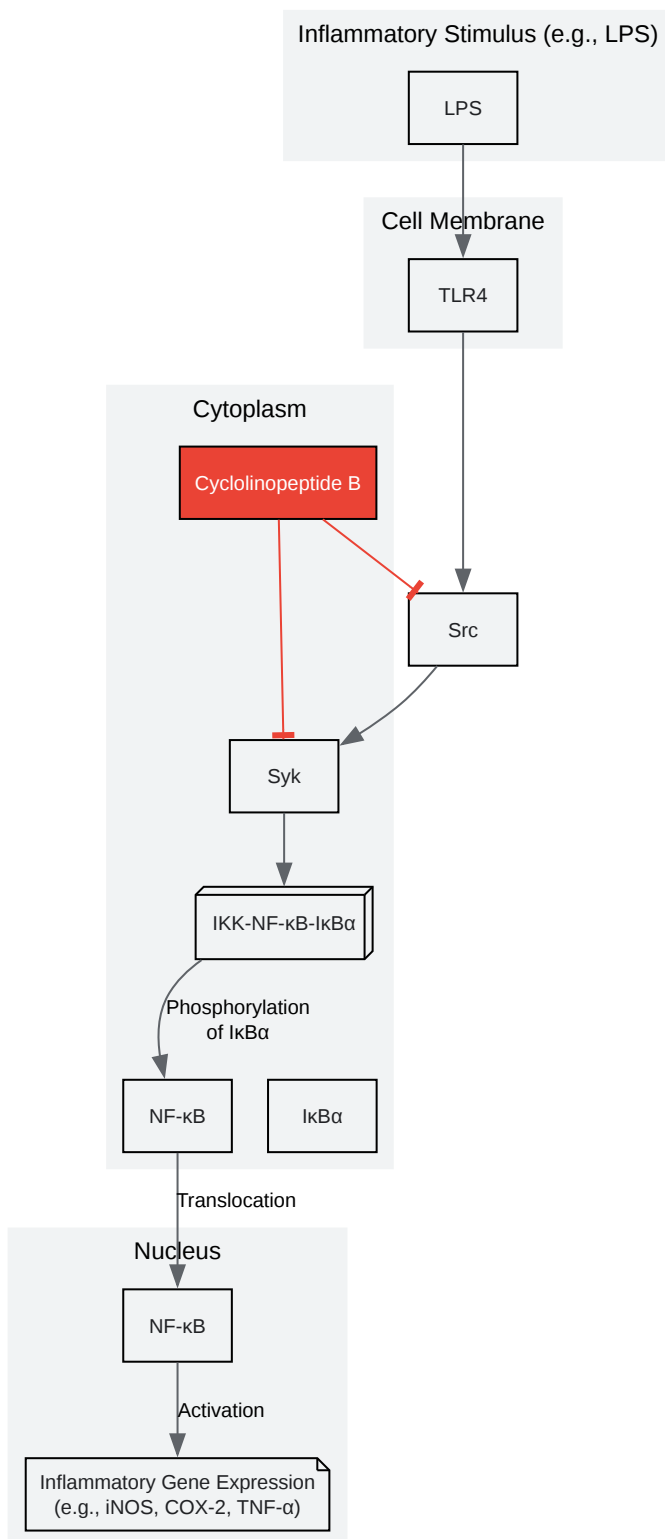 Inflammatory Stimulus (e.g., LPS)
LPS
Cell Membrane
TLR4
Cytoplasm
Cyclolinopeptide B
Src
Syk
IKK-NF-κB-IκBα
Phosphorylation
of IκBα
NF-κB
IκBα
Translocation
Nucleus
NF-κB
Activation
Inflammatory Gene Expression
(e.g., iNOS, COX-2, TNF-α)